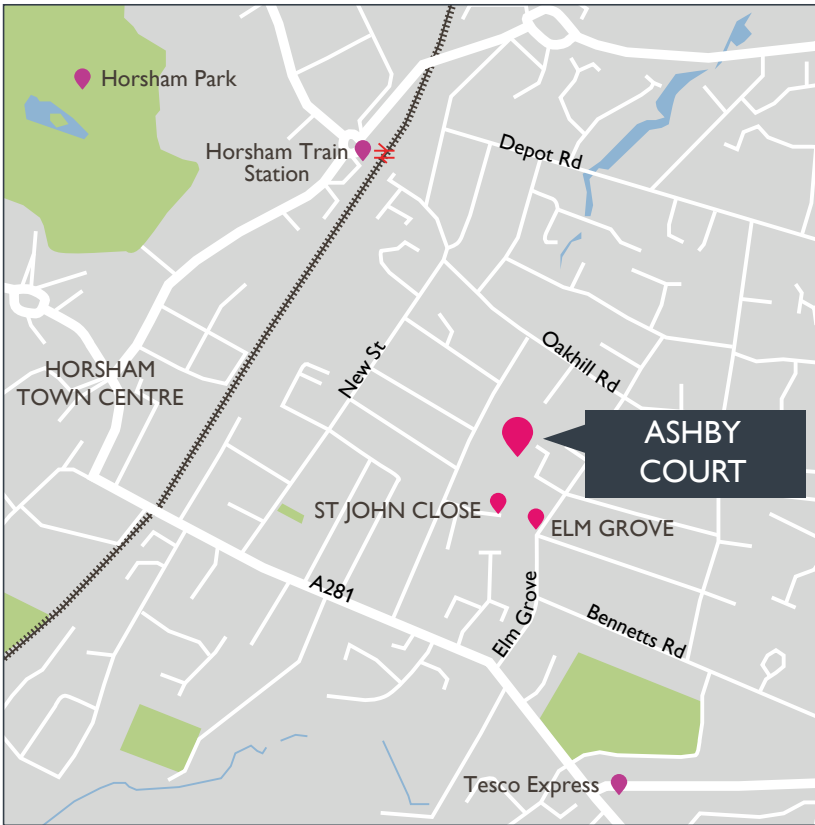 Horsham Park
Horsham Train
Station
Depot Rd
Oakhill Rd
New St
HORSHAM
TOWN CENTRE
ASHBY
COURT
ST JOHN CLOSE
ELM GROVE
A281
Elm Grove
Bennetts Rd
Tesco Express